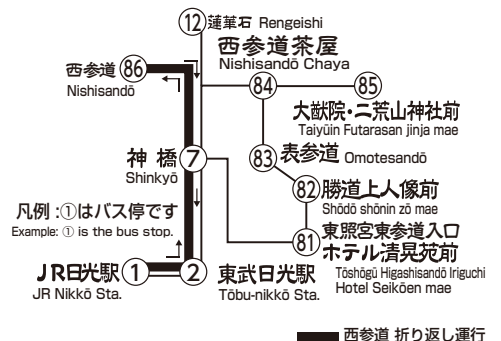 ⑫ 蓮華石 Rengeishi
西参道茶屋
Nishisandō Chaya
西参道 86
Nishisandō
84
85
大猷院・二荒山神社前
Taiyūin Futarasan jinja mae
神橋 ⑦
Shinkyō
83 表参道 Omotesandō
82 勝道上人像前
Shōdō shōnin zō mae
凡例:①はバス停です
Example: ① is the bus stop.
81 東照宮東参道入口
ホテル清晃苑前
Tōshōgū Higashisandō Iriguchi
Hotel Seikōen mae
JR日光駅 ①
JR Nikkō Sta.
② 東武日光駅
Tōbu-nikkō Sta.
西参道 折り返し運行